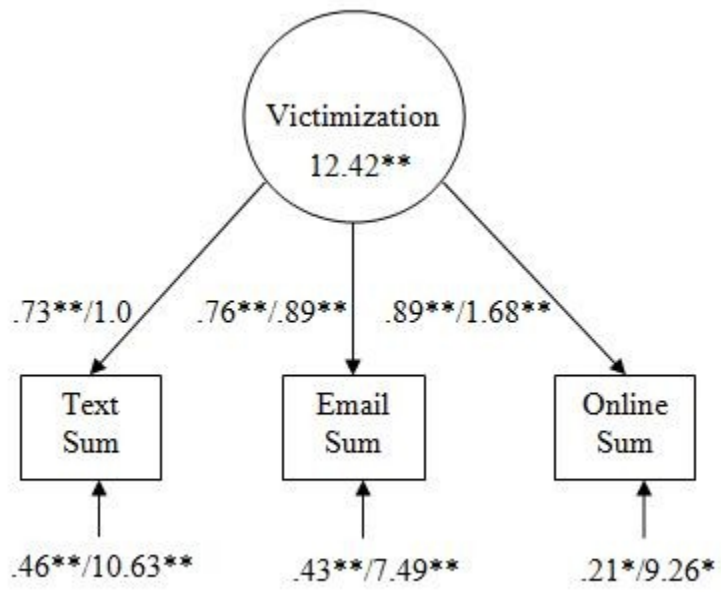 Victimization
12.42**
.73**/1.0
.76**/.89**
.89**/1.68**
Text
Sum
Email
Sum
Online
Sum
.46**/10.63**
.43**/7.49**
.21*/9.26*